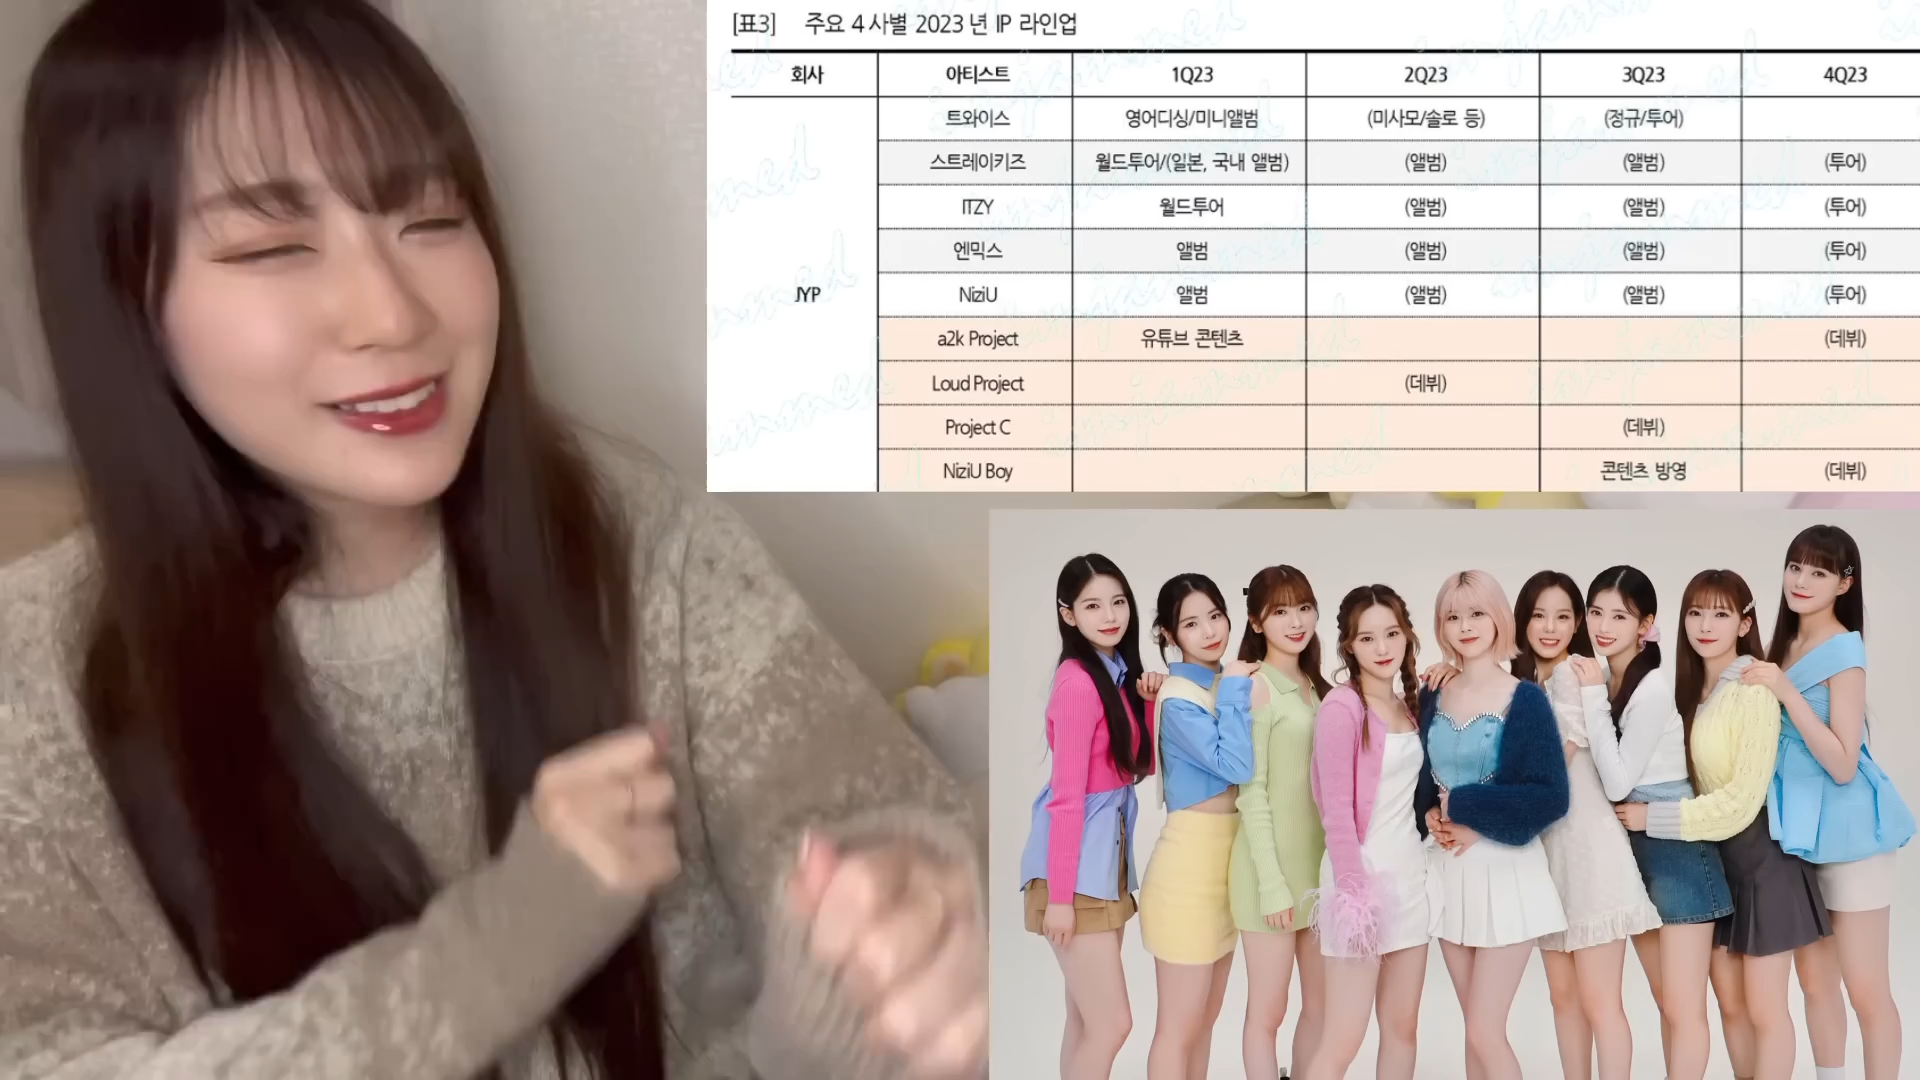 [표3] 주요 4사별 2023년 IP 라인업
회사 아티스트 1Q23 2Q23 3Q23 4Q23
트와이스 영어디싱/미니앨범 (미사모/솔로 등) (정규/투어)
스트레이키즈 월드투어/(일본, 국내 앨범) (앨범) (앨범) (투어)
ITZY 월드투어 (앨범) (앨범) (투어)
엔믹스 앨범 (앨범) (앨범) (투어)
JYP NiziU 앨범 (앨범) (앨범) (투어)
a2k Project 유튜브 콘텐츠 (데뷔)
Loud Project (데뷔)
Project C (데뷔)
NiziU Boy 콘텐츠 방영 (데뷔)